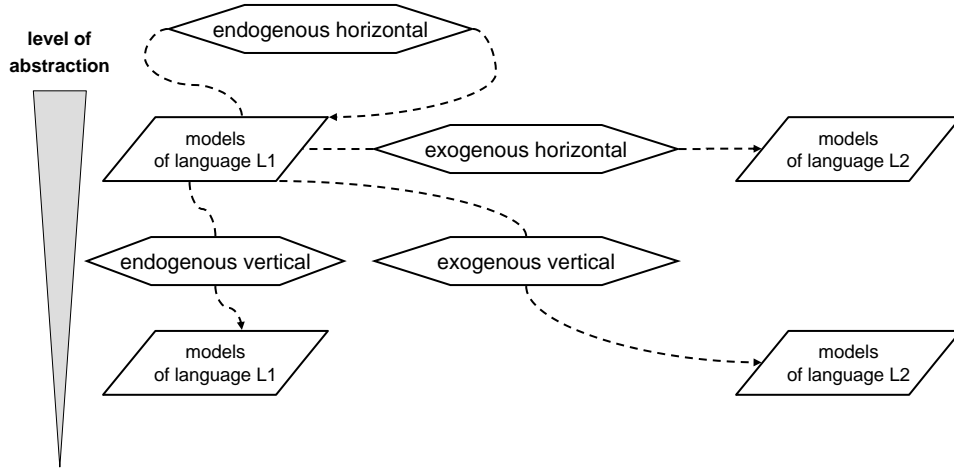 endogenous horizontal
level of
abstraction
models
of language L1
exogenous horizontal
models
of language L2
endogenous vertical
exogenous vertical
models
of language L1
models
of language L2